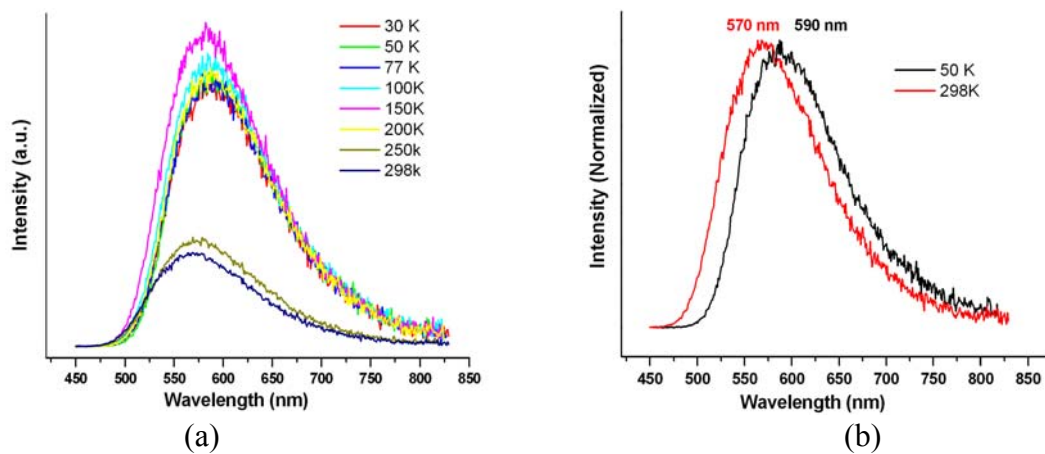 30 K
50 K
77 K
100K
150K
200K
250k
298k
Intensity (a.u.)
450 500 550 600 650 700 750 800 850
Wavelength (nm)
(a)
570 nm 590 nm
50 K
298K
Intensity (Normalized)
450 500 550 600 650 700 750 800 850
Wavelength (nm)
(b)